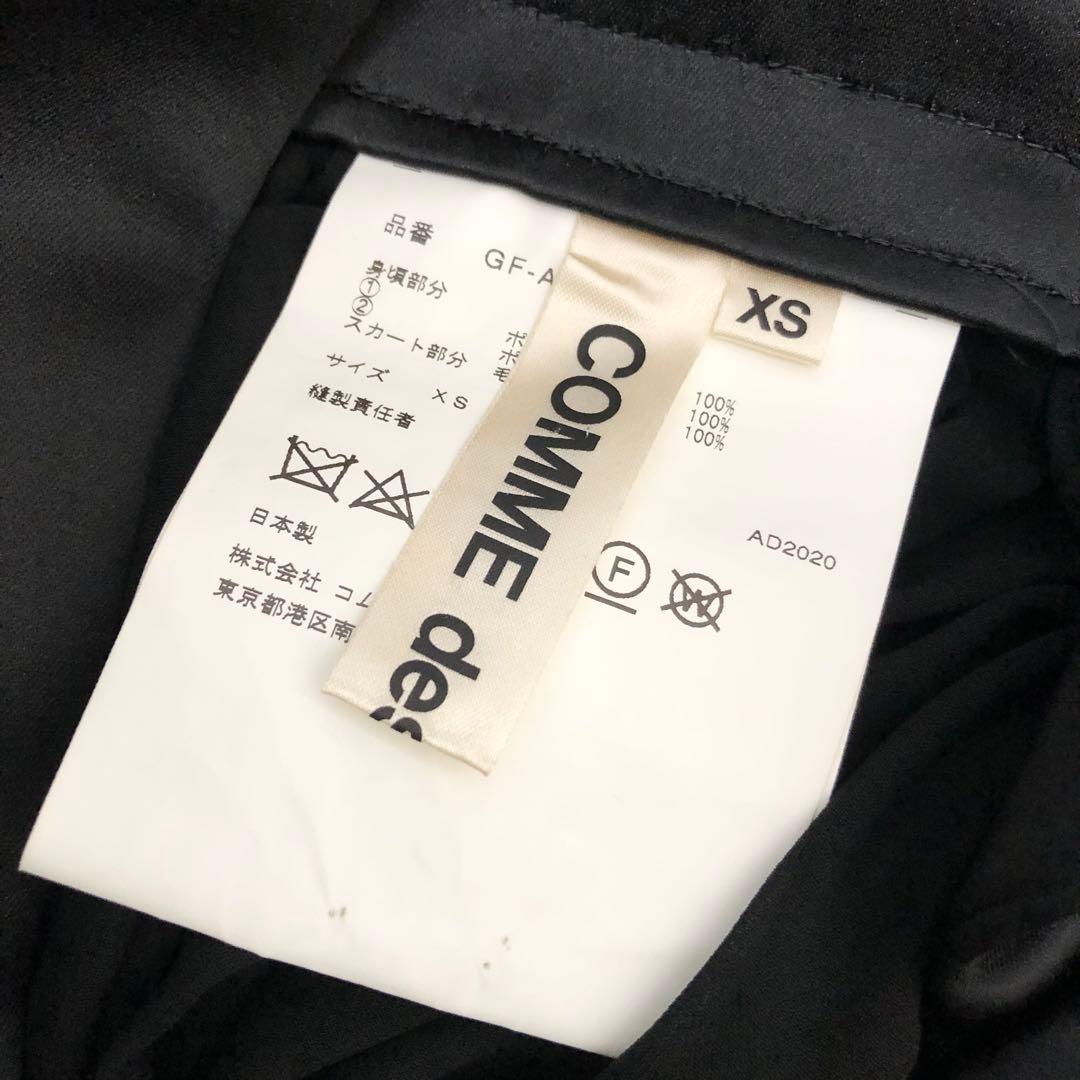 品番 GF-A
身頃部分
① ポ 100%
② ポ 100%
スカート部分 毛 100%
サイズ XS
縫製責任者
AD2020
F
日本製
株式会社 コム
東京都港区南
COMME des
XS